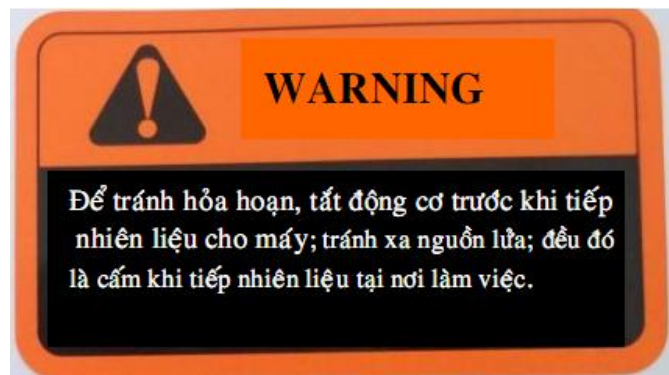 WARNING
Để tránh hỏa hoạn, tắt động cơ trước khi tiếp
nhiên liệu cho máy; tránh xa nguồn lửa; đều đó
là cấm khi tiếp nhiên liệu tại nơi làm việc.